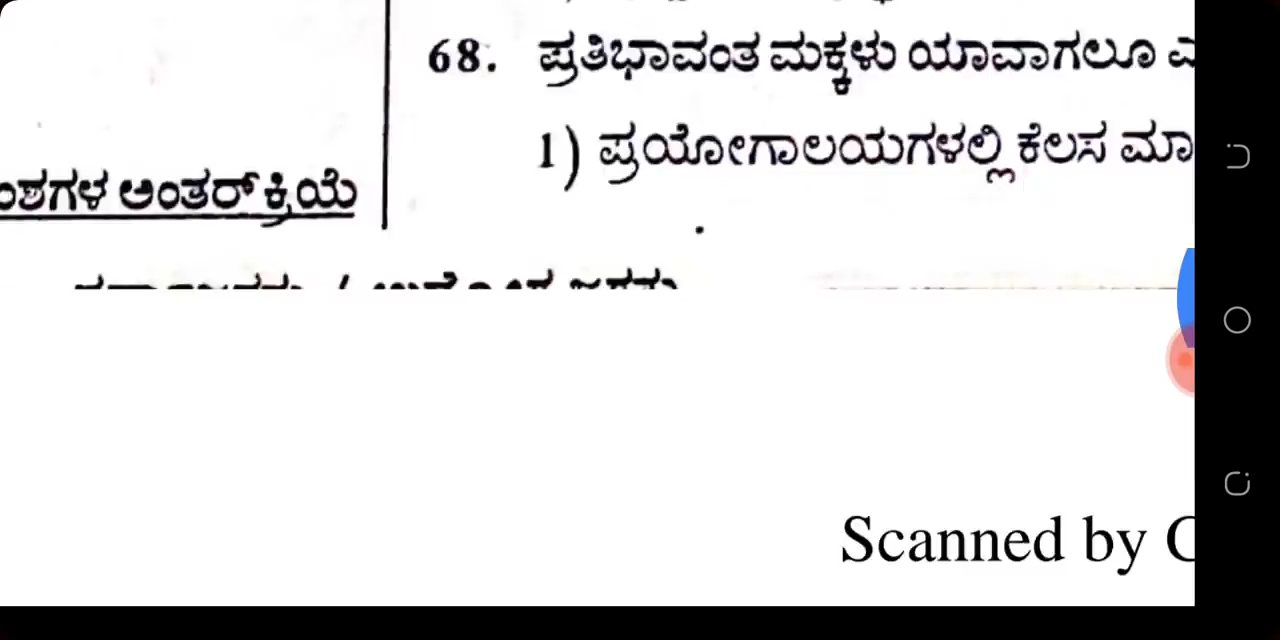 68. ಪ್ರತಿಭಾವಂತ ಮಕ್ಕಳು ಯಾವಾಗಲೂ
1) ಪ್ರಯೋಗಾಲಯಗಳಲ್ಲಿ ಕೆಲಸ ಮಾ
ಂಶಗಳ ಅಂತರ್‌ಕ್ರಿಯೆ
Scanned by C